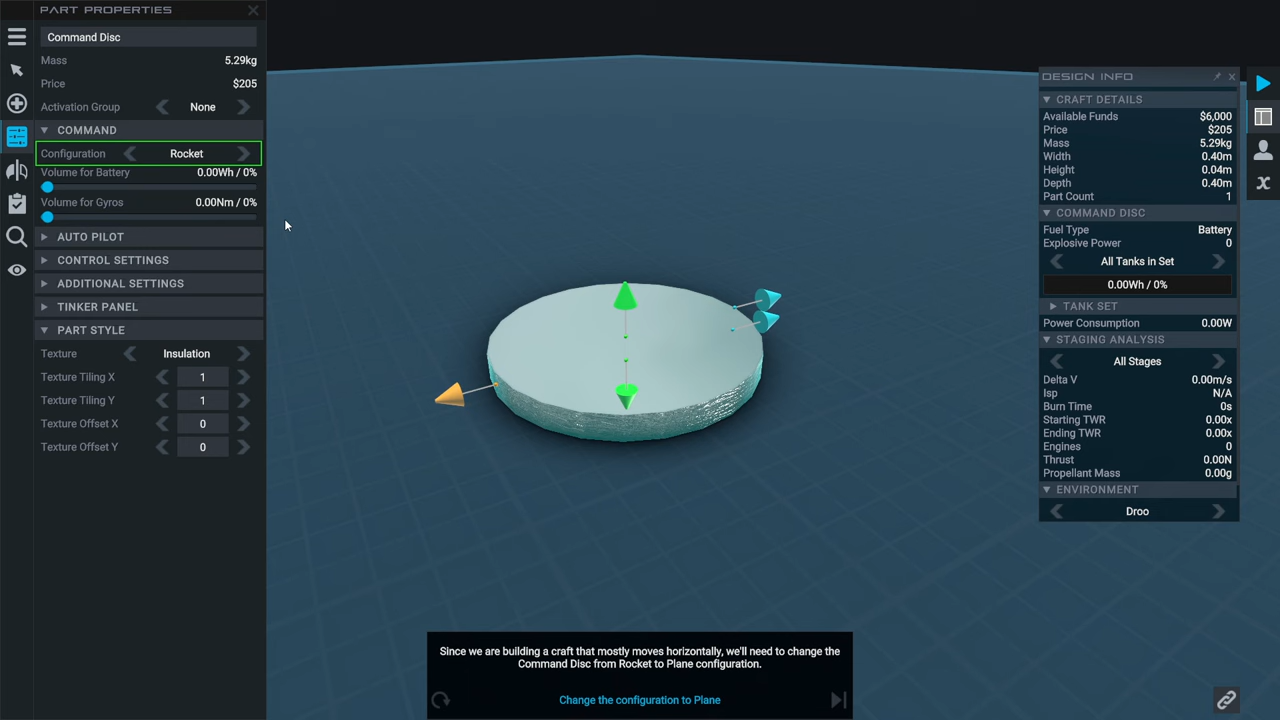 PART PROPERTIES
Command Disc
Mass 5.29kg
Price $205
Activation Group None
COMMAND
Configuration Rocket
Volume for Battery 0.00Wh / 0%
Volume for Gyros 0.00Nm / 0%
AUTO PILOT
CONTROL SETTINGS
ADDITIONAL SETTINGS
TINKER PANEL
PART STYLE
Texture Insulation
Texture Tiling X 1
Texture Tiling Y 1
Texture Offset X 0
Texture Offset Y 0
DESIGN INFO
CRAFT DETAILS
Available Funds $6,000
Price $205
Mass 5.29kg
Width 0.40m
Height 0.04m
Depth 0.40m
Part Count 1
COMMAND DISC
Fuel Type Battery
Explosive Power 0
All Tanks in Set
0.00Wh / 0%
TANK SET
Power Consumption 0.00W
STAGING ANALYSIS
All Stages
Delta V 0.00m/s
Isp N/A
Burn Time 0s
Starting TWR 0.00x
Ending TWR 0.00x
Engines 0
Thrust 0.00N
Propellant Mass 0.00g
ENVIRONMENT
Droo
Since we are building a craft that mostly moves horizontally, we'll need to change the
Command Disc from Rocket to Plane configuration.
Change the configuration to Plane